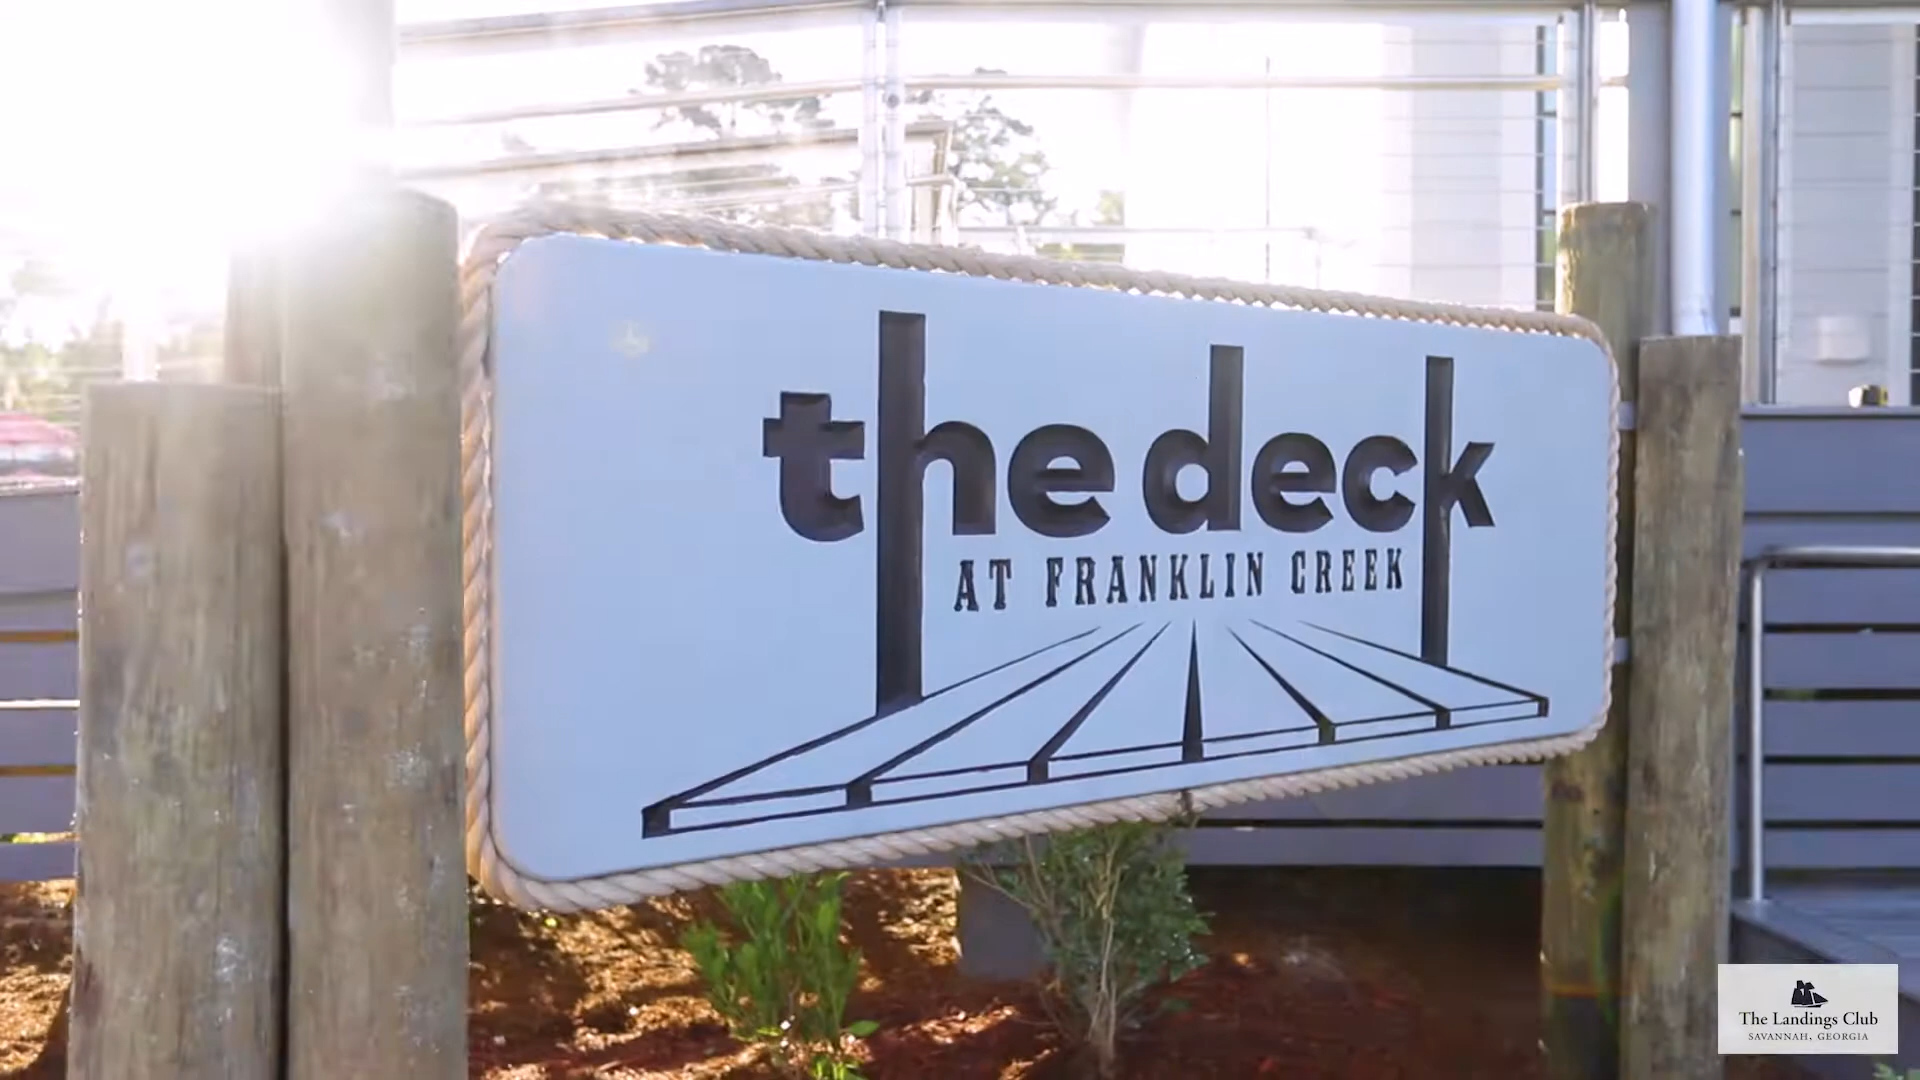 the deck
AT FRANKLIN CREEK
The Landings Club
SAVANNAH, GEORGIA